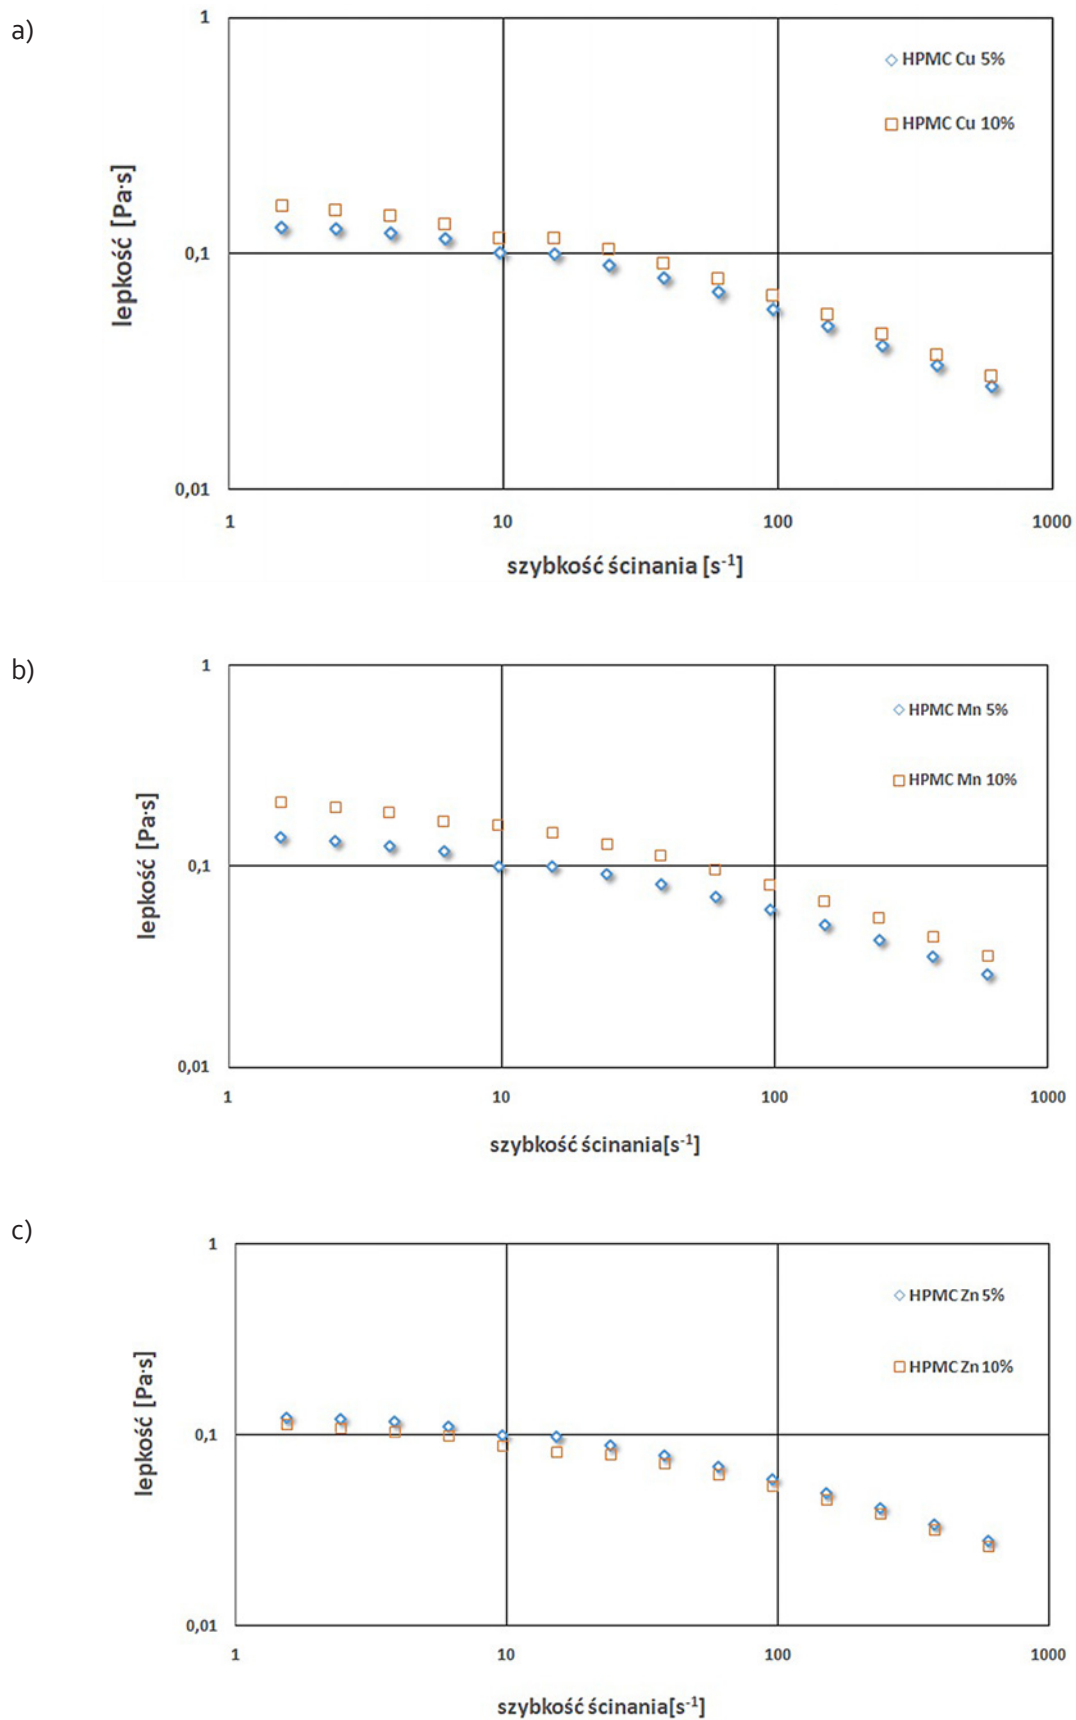 a)
1
HPMC Cu 5%
HPMC Cu 10%
lepkość [Pa·s]
0,1
0,01
1 10 100 1000
szybkość ścinania [s⁻¹]
b)
1
HPMC Mn 5%
HPMC Mn 10%
lepkość [Pa·s]
0,1
0,01
1 10 100 1000
szybkość ścinania[s⁻¹]
c)
1
HPMC Zn 5%
HPMC Zn 10%
lepkość [Pa·s]
0,1
0,01
1 10 100 1000
szybkość ścinania[s⁻¹]